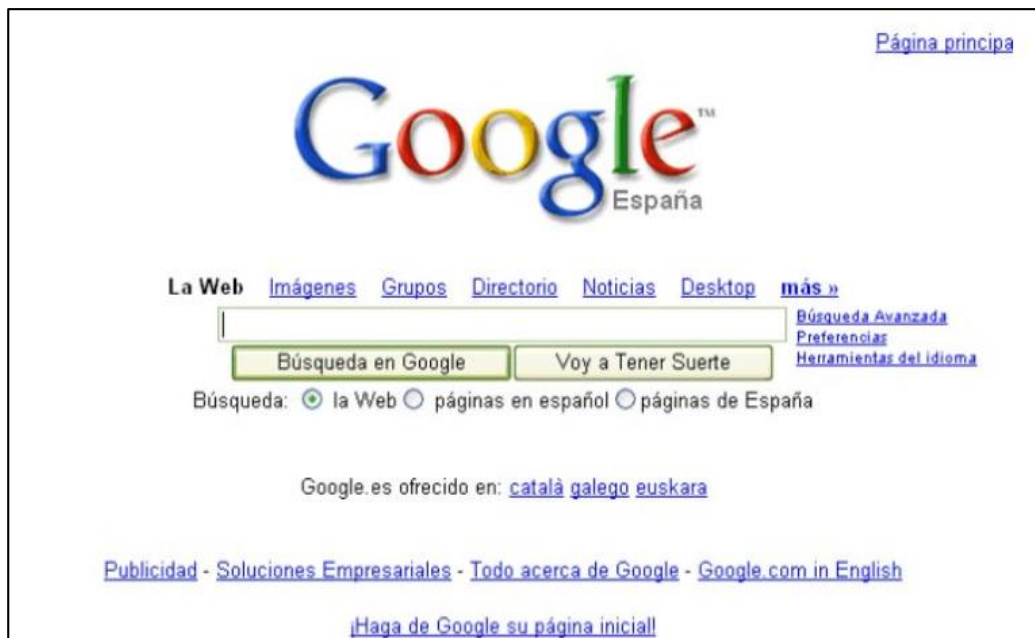 Página principa
Google™
España
La Web Imágenes Grupos Directorio Noticias Desktop más »
Búsqueda Avanzada
Preferencias
Herramientas del idioma
Búsqueda en Google Voy a Tener Suerte
Búsqueda: la Web páginas en español páginas de España
Google.es ofrecido en: català galego euskara
Publicidad - Soluciones Empresariales - Todo acerca de Google - Google.com in English
¡Haga de Google su página inicial!